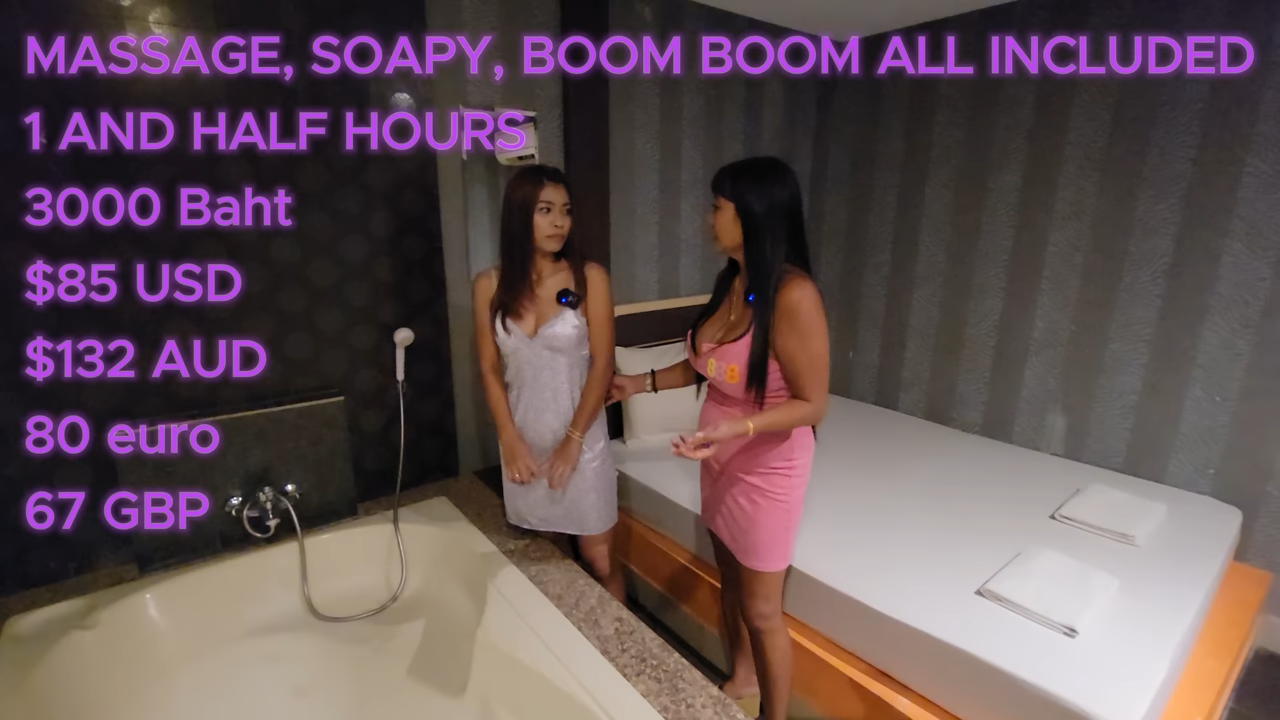 MASSAGE, SOAPY, BOOM BOOM ALL INCLUDED
1 AND HALF HOURS
3000 Baht
$85 USD
$132 AUD
80 euro
67 GBP
888